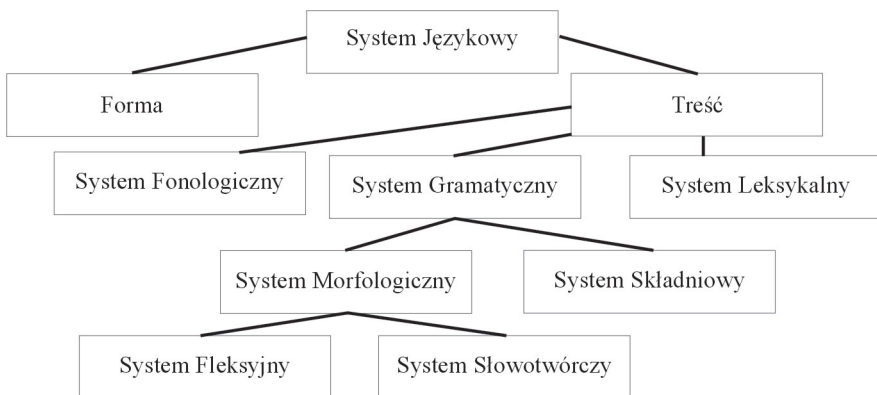 System Językowy
Forma
Treść
System Fonologiczny
System Gramatyczny
System Leksykalny
System Morfologiczny
System Składniowy
System Fleksyjny
System Słowotwórczy